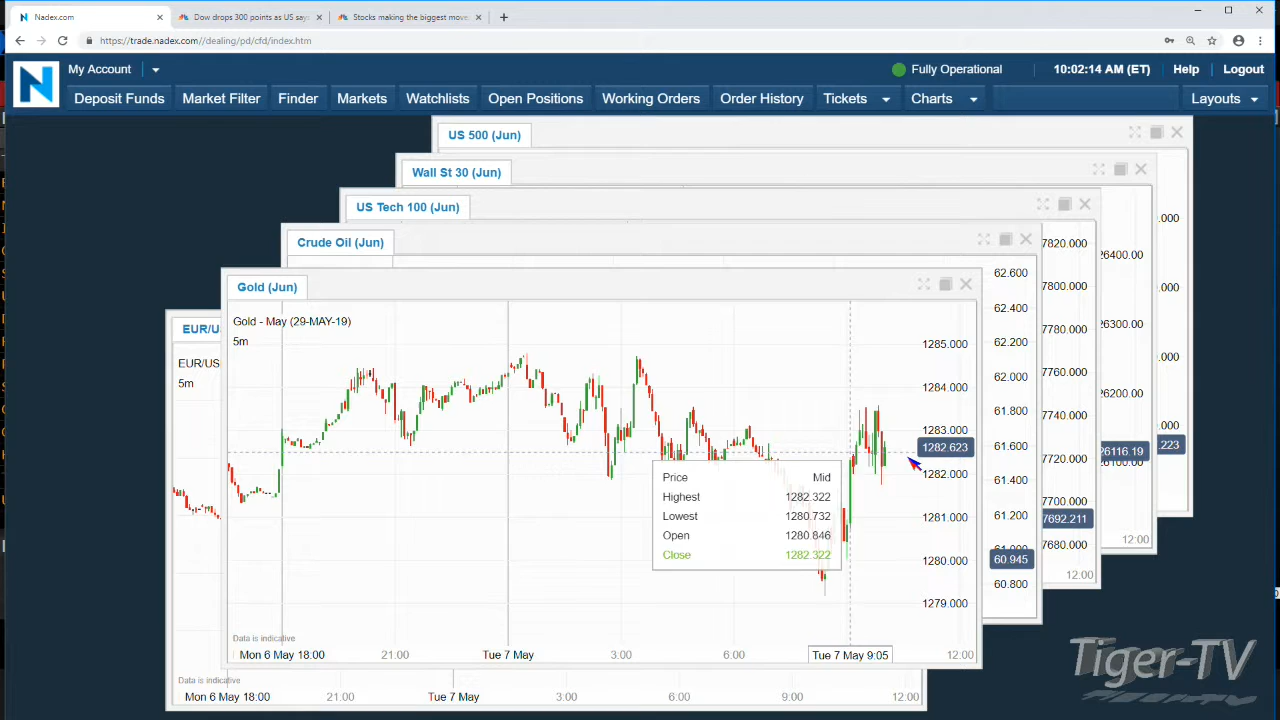 Nadex.com
Dow drops 300 points as US say
Stocks making the biggest move
https://trade.nadex.com//dealing/pd/cfd/index.htm
My Account
Fully Operational
10:02:14 AM (ET)
Help
Logout
Deposit Funds
Market Filter
Finder
Markets
Watchlists
Open Positions
Working Orders
Order History
Tickets
Charts
Layouts
US 500 (Jun)
Wall St 30 (Jun)
US Tech 100 (Jun)
Crude Oil (Jun)
Gold (Jun)
EUR/US
EUR/US
5m
Gold - May (29-MAY-19)
5m
1285.000
1284.000
1283.000
1282.623
1282.000
1281.000
1280.000
1279.000
Price Mid
Highest 1282.322
Lowest 1280.732
Open 1280.846
Close 1282.322
Data is indicative
Mon 6 May 18:00
21:00
Tue 7 May
3:00
6:00
Tue 7 May 9:05
12:00
62.600
62.400
62.200
62.000
61.800
61.600
61.400
61.200
61.000
60.945
60.800
7820.000
7800.000
7780.000
7760.000
7740.000
7720.000
7700.000
7692.211
7680.000
12:00
26400.00
26300.00
26200.00
26116.19
26100.00
12:00
.000
.000
.000
.000
.223
Data is indicative
Mon 6 May 18:00
21:00
Tue 7 May
3:00
6:00
9:00
12:00
Tiger-TV